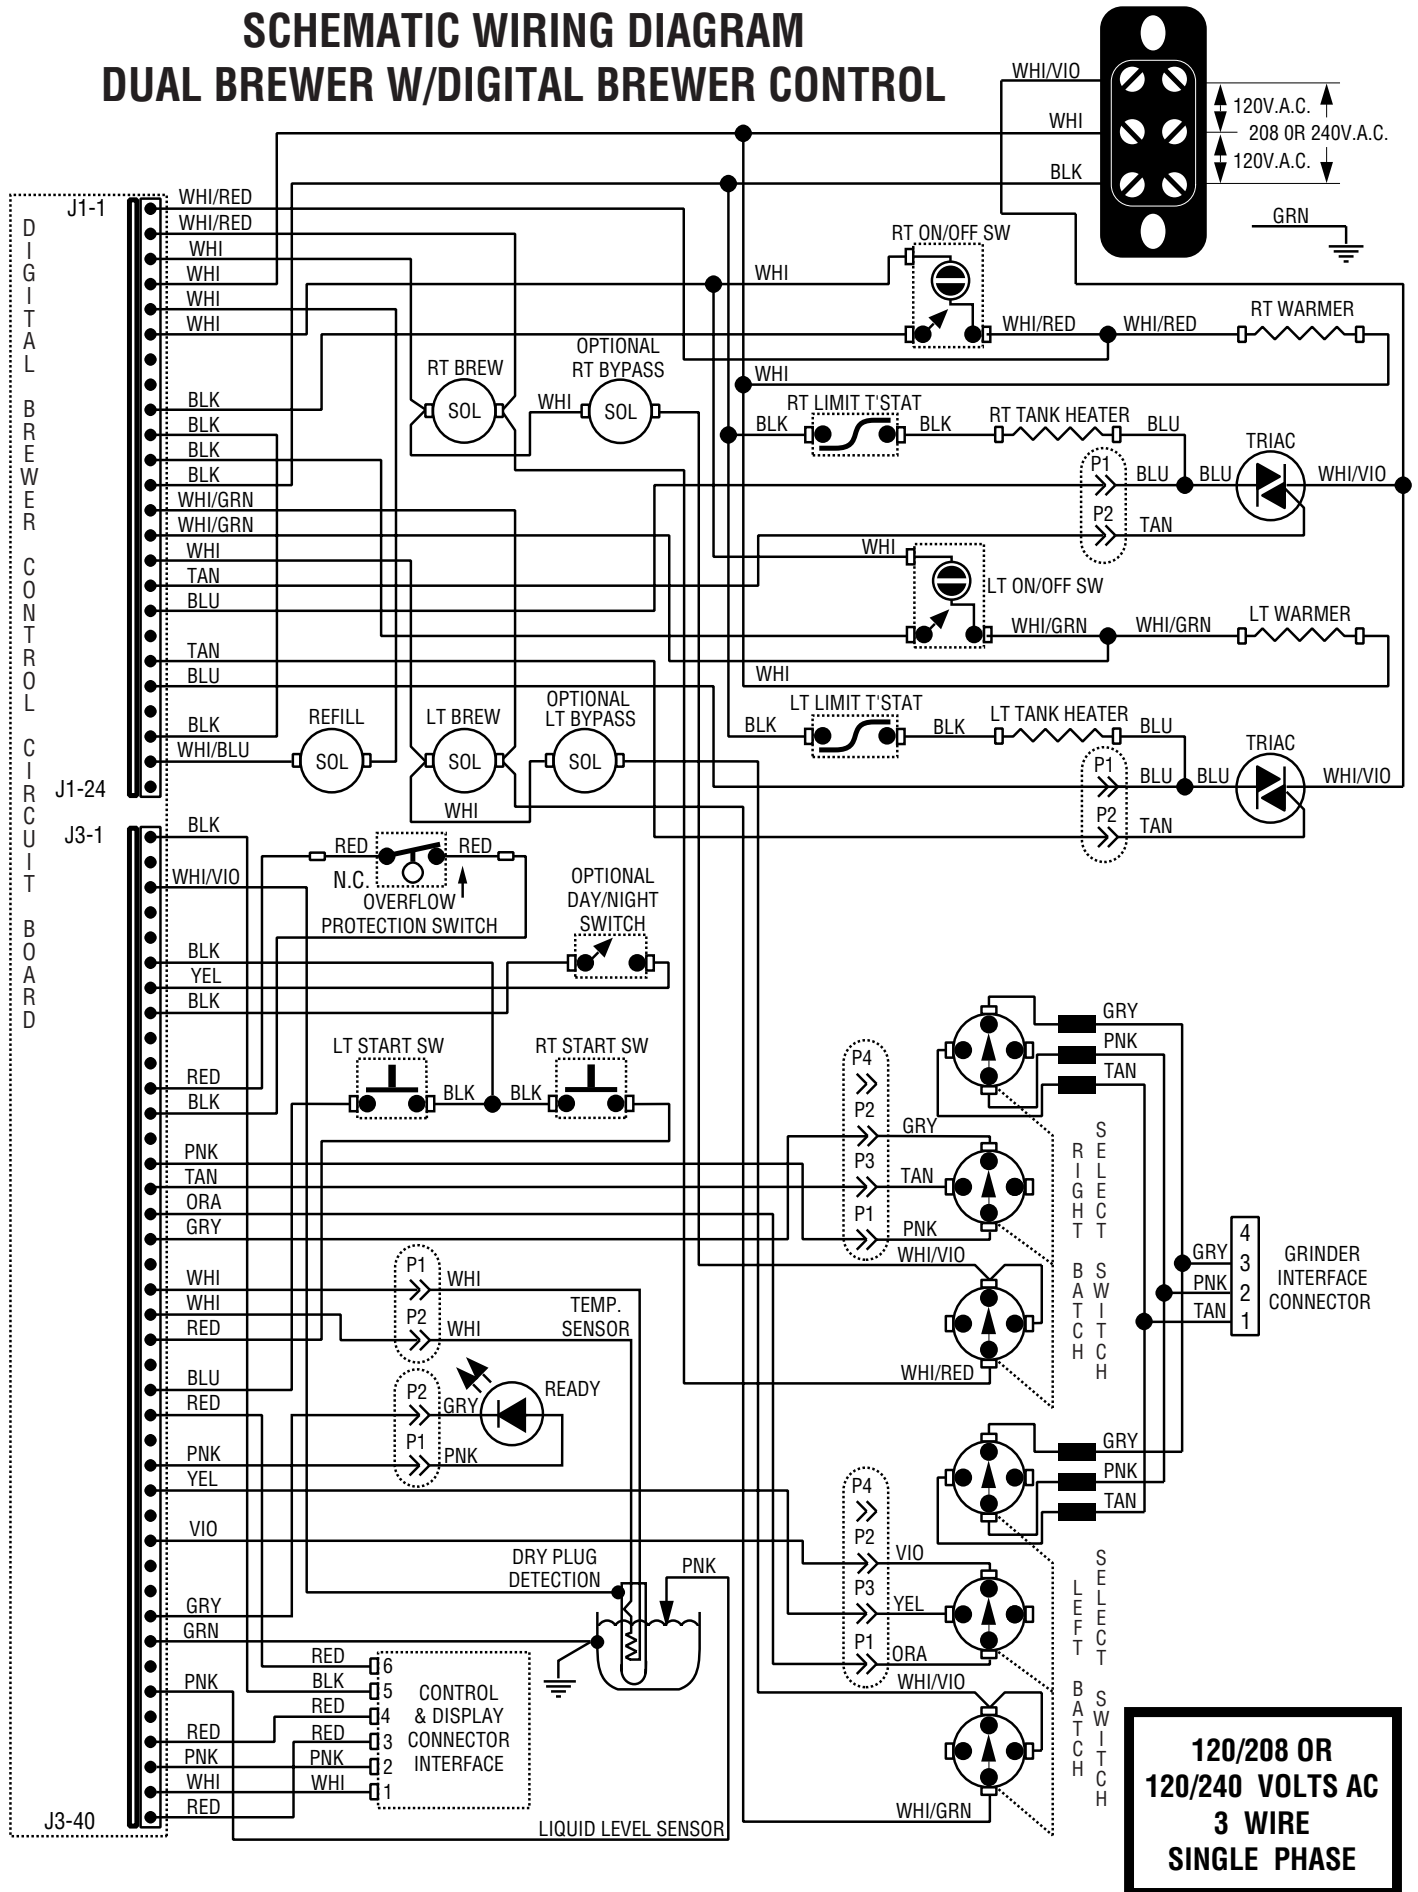 SCHEMATIC WIRING DIAGRAM
DUAL BREWER W/DIGITAL BREWER CONTROL
WHI/VIO
WHI
BLK
120V.A.C.
208 OR 240V.A.C.
120V.A.C.
GRN
DIGITAL BREWER CONTROL CIRCUIT BOARD
J1-1
WHI/RED
WHI/RED
WHI
WHI
WHI
WHI
BLK
BLK
BLK
BLK
WHI/GRN
WHI/GRN
WHI
TAN
BLU
TAN
BLU
BLK
WHI/BLU
J1-24
RT ON/OFF SW
WHI
WHI/RED
WHI/RED
RT WARMER
WHI
RT BREW
SOL
OPTIONAL
RT BYPASS
WHI
SOL
RT LIMIT T'STAT
BLK
BLK
RT TANK HEATER
BLU
TRIAC
P1
BLU
BLU
WHI/VIO
P2
TAN
WHI
LT ON/OFF SW
WHI/GRN
WHI/GRN
LT WARMER
WHI
REFILL
SOL
LT BREW
SOL
WHI
OPTIONAL
LT BYPASS
SOL
LT LIMIT T'STAT
BLK
BLK
LT TANK HEATER
BLU
TRIAC
P1
BLU
BLU
WHI/VIO
P2
TAN
J3-1
BLK
WHI/VIO
BLK
YEL
BLK
RED
BLK
PNK
TAN
ORA
GRY
WHI
WHI
RED
BLU
RED
PNK
YEL
VIO
GRY
GRN
PNK
RED
PNK
WHI
RED
J3-40
RED
RED
N.C.
OVERFLOW
PROTECTION SWITCH
OPTIONAL
DAY/NIGHT
SWITCH
LT START SW
RT START SW
BLK
BLK
P4
P2
GRY
P3
TAN
P1
PNK
WHI/VIO
WHI/RED
GRY
PNK
TAN
RIGHT BATCH
SELECT SWITCH
GRY
PNK
TAN
4
3
2
1
GRINDER
INTERFACE
CONNECTOR
P1
WHI
P2
WHI
TEMP.
SENSOR
P2
GRY
P1
PNK
READY
GRY
PNK
TAN
P4
P2
VIO
P3
YEL
P1
ORA
WHI/VIO
WHI/GRN
LEFT BATCH
SELECT SWITCH
DRY PLUG
DETECTION
PNK
RED
6
BLK
5
RED
4
RED
3
PNK
2
WHI
1
CONTROL
& DISPLAY
CONNECTOR
INTERFACE
LIQUID LEVEL SENSOR
120/208 OR
120/240 VOLTS AC
3 WIRE
SINGLE PHASE